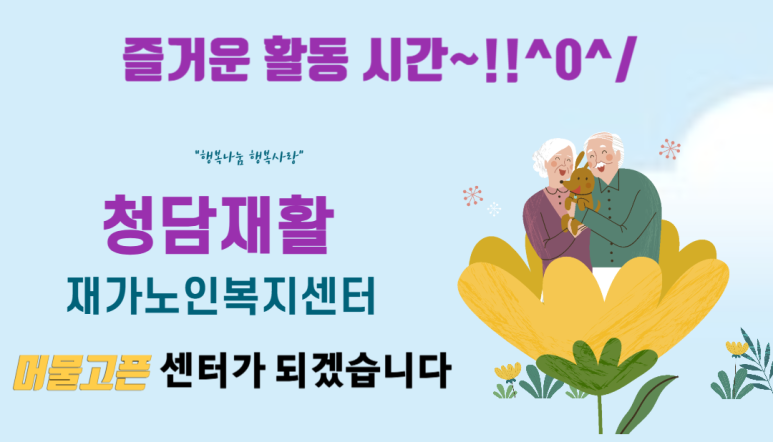 즐거운 활동 시간~!!^0^/
"행복나눔 행복사랑"
청담재활
재가노인복지센터
머물고픈 센터가 되겠습니다